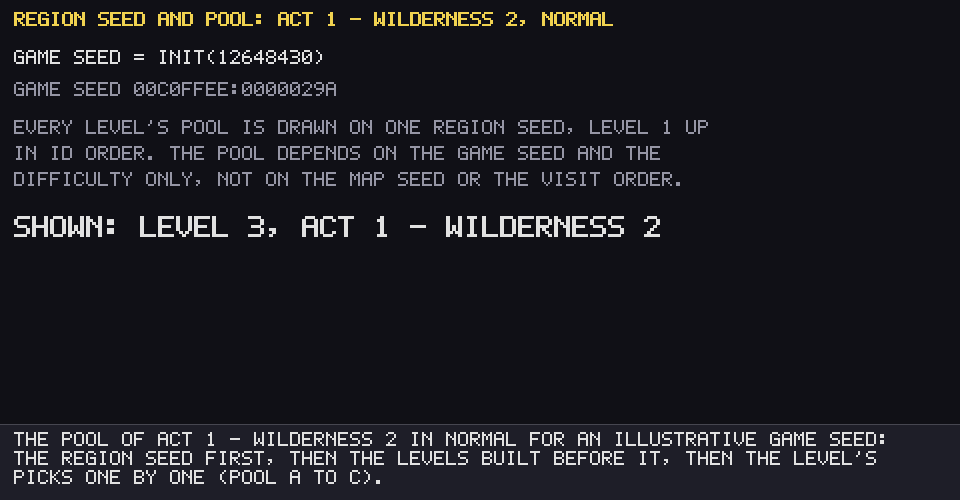 REGION SEED AND POOL: ACT 1 - WILDERNESS 2, NORMAL
GAME SEED = INIT(12648430)
GAME SEED 00C0FFEE:0000029A
EVERY LEVEL'S POOL IS DRAWN ON ONE REGION SEED, LEVEL 1 UP
IN ID ORDER. THE POOL DEPENDS ON THE GAME SEED AND THE
DIFFICULTY ONLY, NOT ON THE MAP SEED OR THE VISIT ORDER.
SHOWN: LEVEL 3, ACT 1 - WILDERNESS 2
THE POOL OF ACT 1 - WILDERNESS 2 IN NORMAL FOR AN ILLUSTRATIVE GAME SEED:
THE REGION SEED FIRST, THEN THE LEVELS BUILT BEFORE IT, THEN THE LEVEL'S
PICKS ONE BY ONE (POOL A TO C).